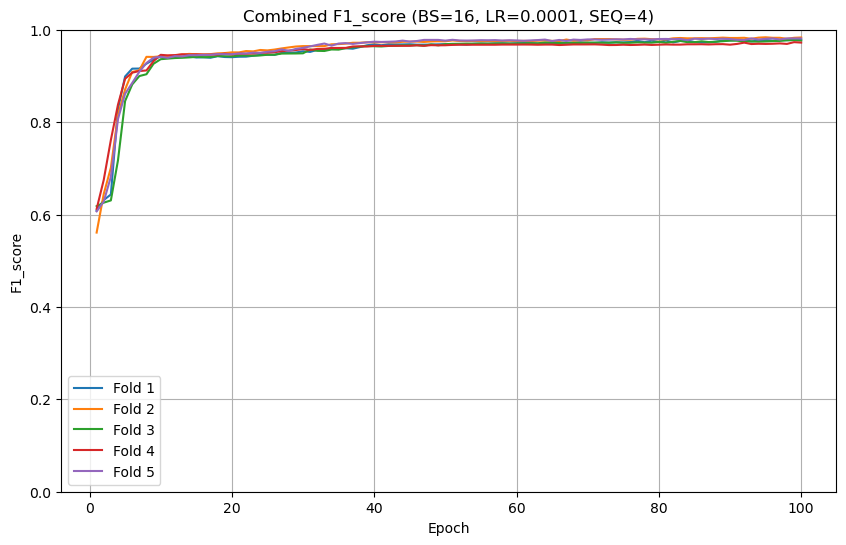 Combined F1_score (BS=16, LR=0.0001, SEQ=4)
1.0
0.8
0.6
0.4
0.2
0.0
F1_score
Fold 1
Fold 2
Fold 3
Fold 4
Fold 5
0 20 40 60 80 100
Epoch